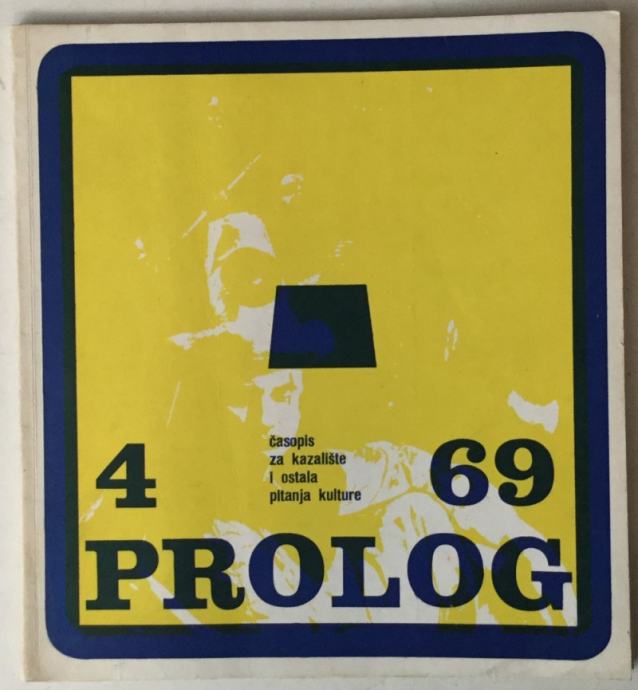 časopis
za kazalište
i ostala
pitanja kulture
4 69
PROLOG